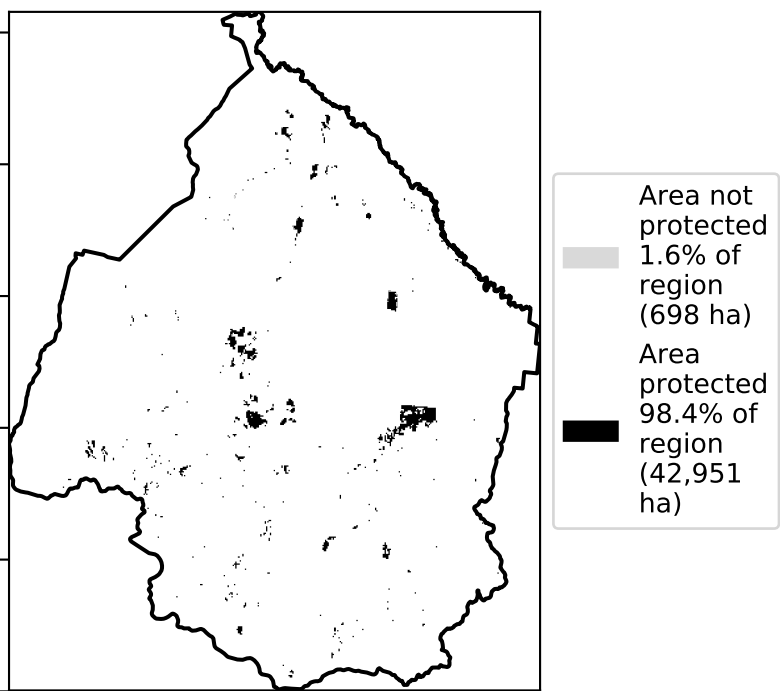 Area not
protected
1.6% of
region
(698 ha)
Area
protected
98.4% of
region
(42,951
ha)